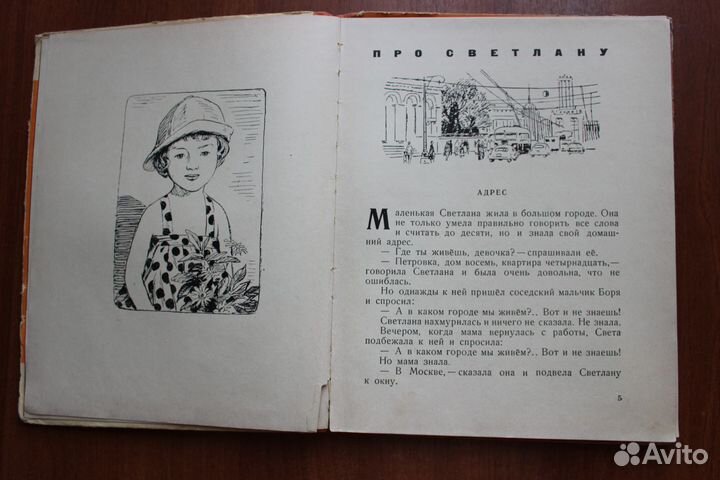 ПРО СВЕТЛАНУ
АДРЕС
Маленькая Светлана жила в большом городе. Она
не только умела правильно говорить все слова
и считать до десяти, но и знала свой домаш-
ний адрес.
— Где ты живёшь, девочка? — спрашивали её.
— Петровка, дом восемь, квартира четырнадцать, —
говорила Светлана и была очень довольна, что не
ошиблась.
Но однажды к ней пришёл соседский мальчик Боря
и спросил:
— А в каком городе мы живём?.. Вот и не знаешь!
Светлана нахмурилась и ничего не сказала. Не знала.
Вечером, когда мама вернулась с работы, Света
подбежала к ней и спросила:
— А в каком городе мы живём?.. Вот и не знаешь!
Но мама знала.
— В Москве, — сказала она и подвела Светлану
к окну.
5
Avito